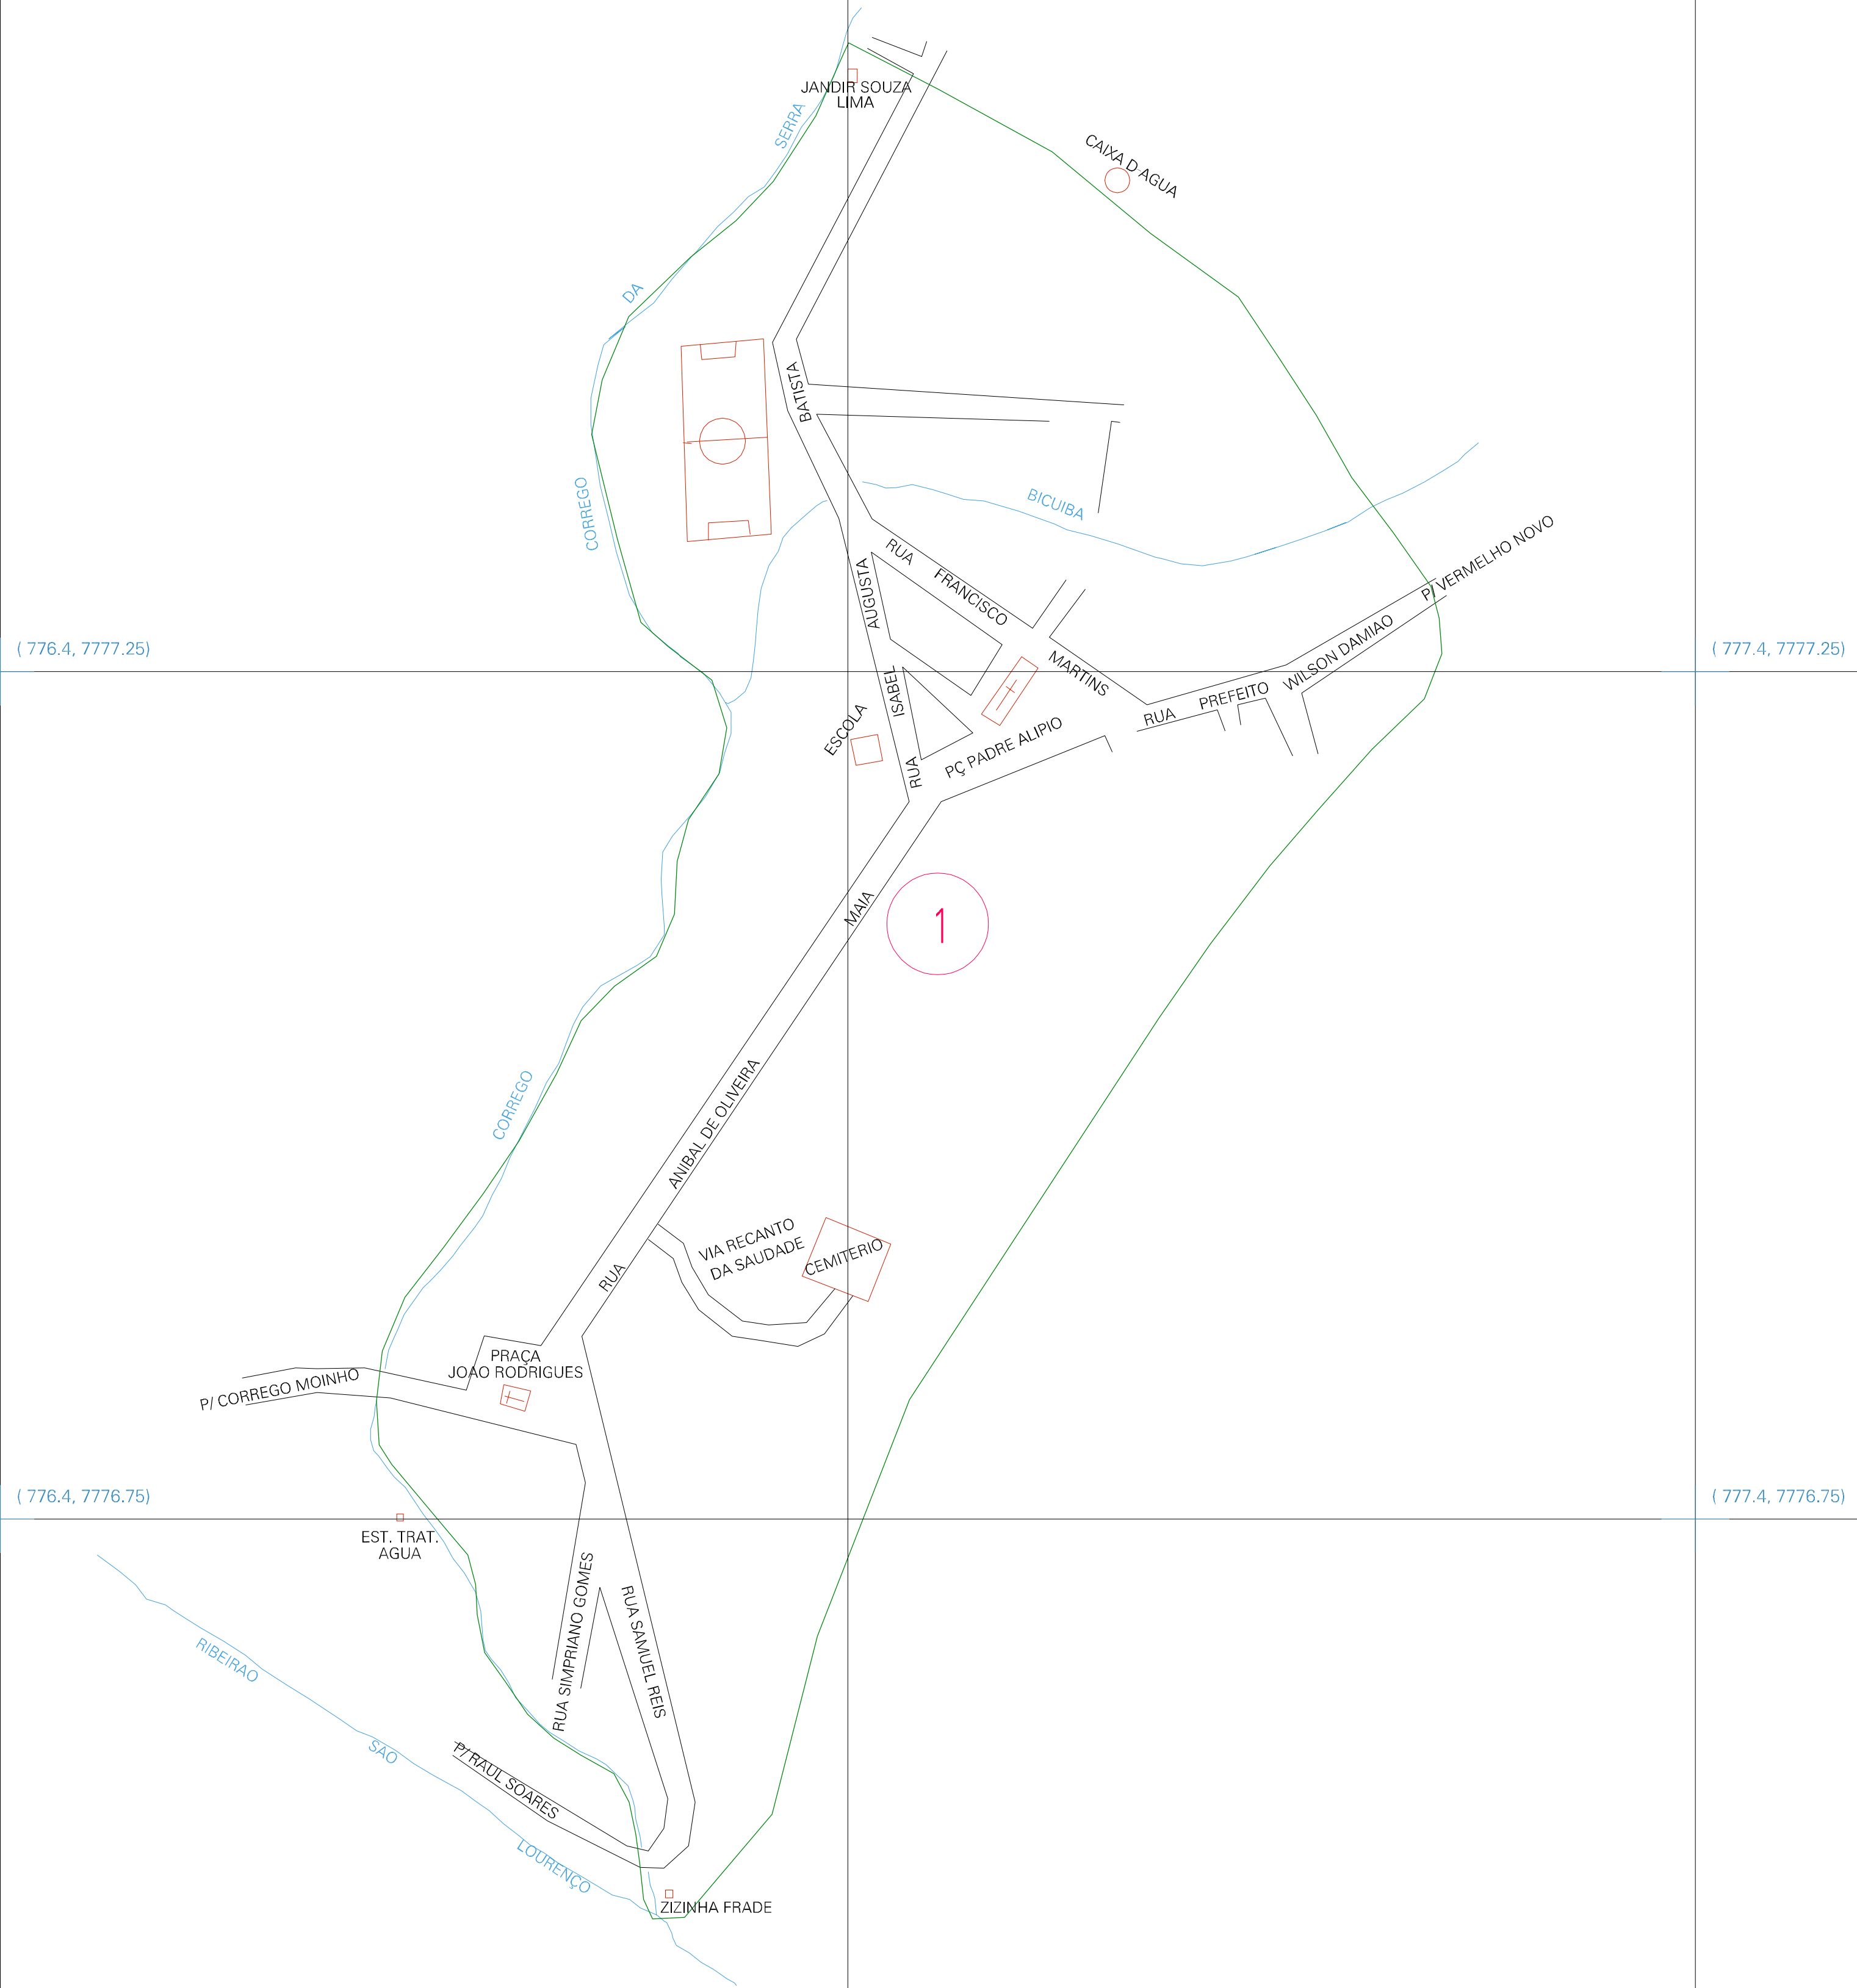 JANDIR SOUZA
LIMA
SERRA
CAIXA D AGUA
DA
BATISTA
CORREGO
BICUIBA
RUA FRANCISCO MARTINS
AUGUSTA
P/ VERMELHO NOVO
( 776.4, 7777.25)
( 777.4, 7777.25)
RUA PREFEITO WILSON DAMIAO
ISABEL
ESCOLA
PÇ PADRE ALIPIO
RUA
MAIA
1
CORREGO
ANIBAL DE OLIVEIRA
RUA
VIA RECANTO
DA SAUDADE
CEMITERIO
PRAÇA
JOAO RODRIGUES
P/ CORREGO MOINHO
( 776.4, 7776.75)
( 777.4, 7776.75)
EST. TRAT.
AGUA
RUA SIMPRIANO GOMES
RUA SAMUEL REIS
RIBEIRAO
SAO
P/ RAUL SOARES
LOURENÇO
ZIZINHA FRADE